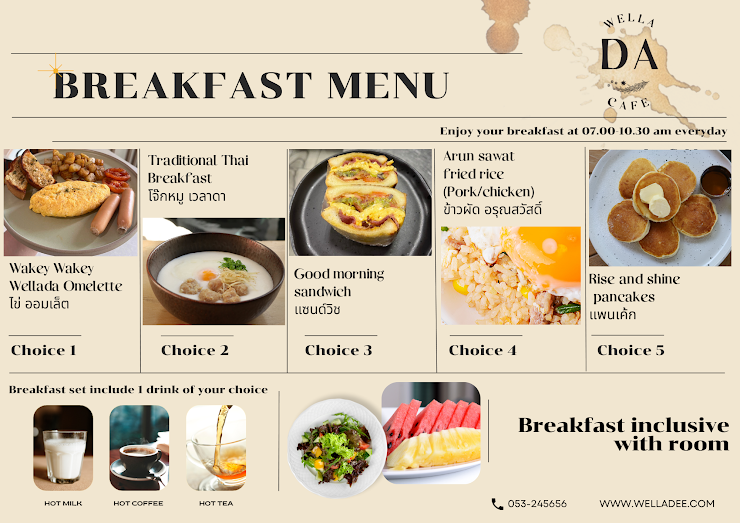 WELLA
DA
CAFE
BREAKFAST MENU
Enjoy your breakfast at 07.00-10.30 am everyday
Wakey Wakey
Wellada Omelette
ไข่ ออมเล็ต
Choice 1
Traditional Thai
Breakfast
โจ๊กหมู เวลาดา
Choice 2
Good morning
sandwich
แซนด์วิช
Choice 3
Arun sawat
fried rice
(Pork/chicken)
ข้าวผัด อรุณสวัสดิ์
Choice 4
Rise and shine
pancakes
แพนเค้ก
Choice 5
Breakfast set include 1 drink of your choice
HOT MILK
HOT COFFEE
HOT TEA
Breakfast inclusive
with room
053-245656
WWW.WELLADEE.COM